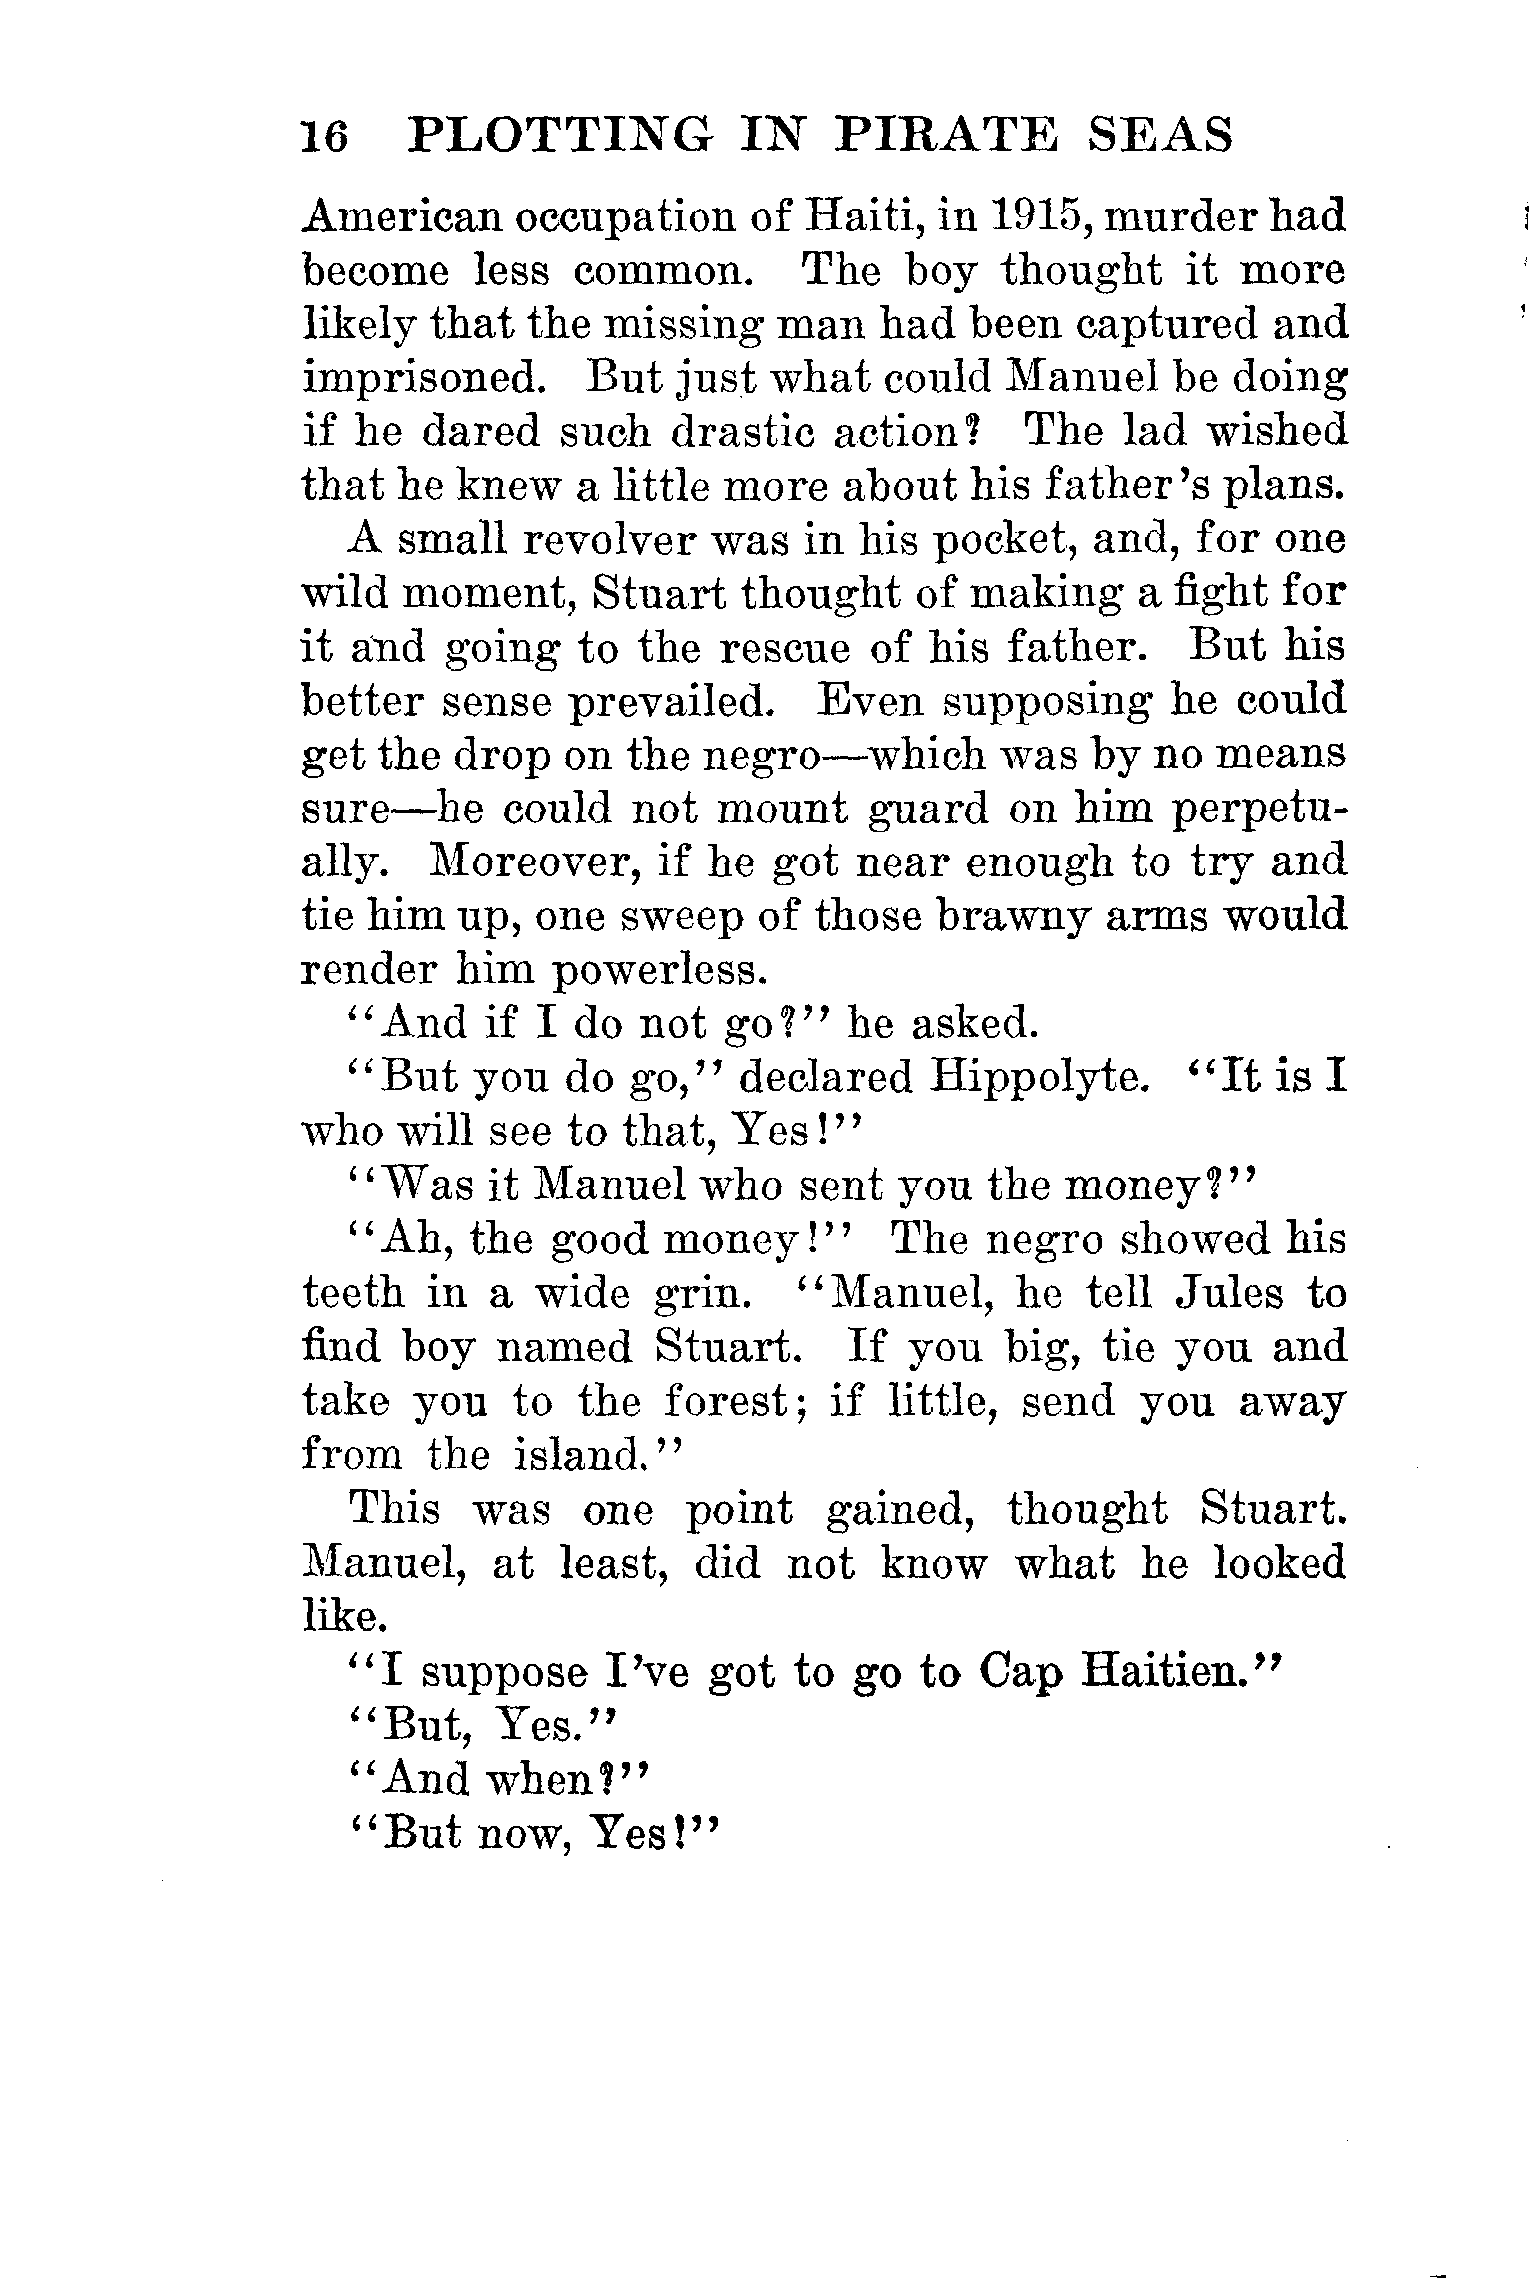 16 PLOTTING IN PIRATE SEAS
American occupation of Haiti, in 1915, murder had
become less common. The boy thought it more
likely that the missing man had been captured and
imprisoned. But just what could Manuel be doing
if he dared such drastic action? The lad wished
that he knew a little more about his father's plans.
A small revolver was in his pocket, and, for one
wild moment, Stuart thought of making a fight for
it and going to the rescue of his father. But his
better sense prevailed. Even supposing he could
get the drop on the negro—which was by no means
sure—he could not mount guard on him perpetu-
ally. Moreover, if he got near enough to try and
tie him up, one sweep of those brawny arms would
render him powerless.
"And if I do not go?" he asked.
"But you do go," declared Hippolyte. "It is I
who will see to that, Yes!"
"Was it Manuel who sent you the money?"
"Ah, the good money!" The negro showed his
teeth in a wide grin. "Manuel, he tell Jules to
find boy named Stuart. If you big, tie you and
take you to the forest; if little, send you away
from the island."
This was one point gained, thought Stuart.
Manuel, at least, did not know what he looked
like.
"I suppose I've got to go to Cap Haitien."
"But, Yes."
"And when?"
"But now, Yes!"